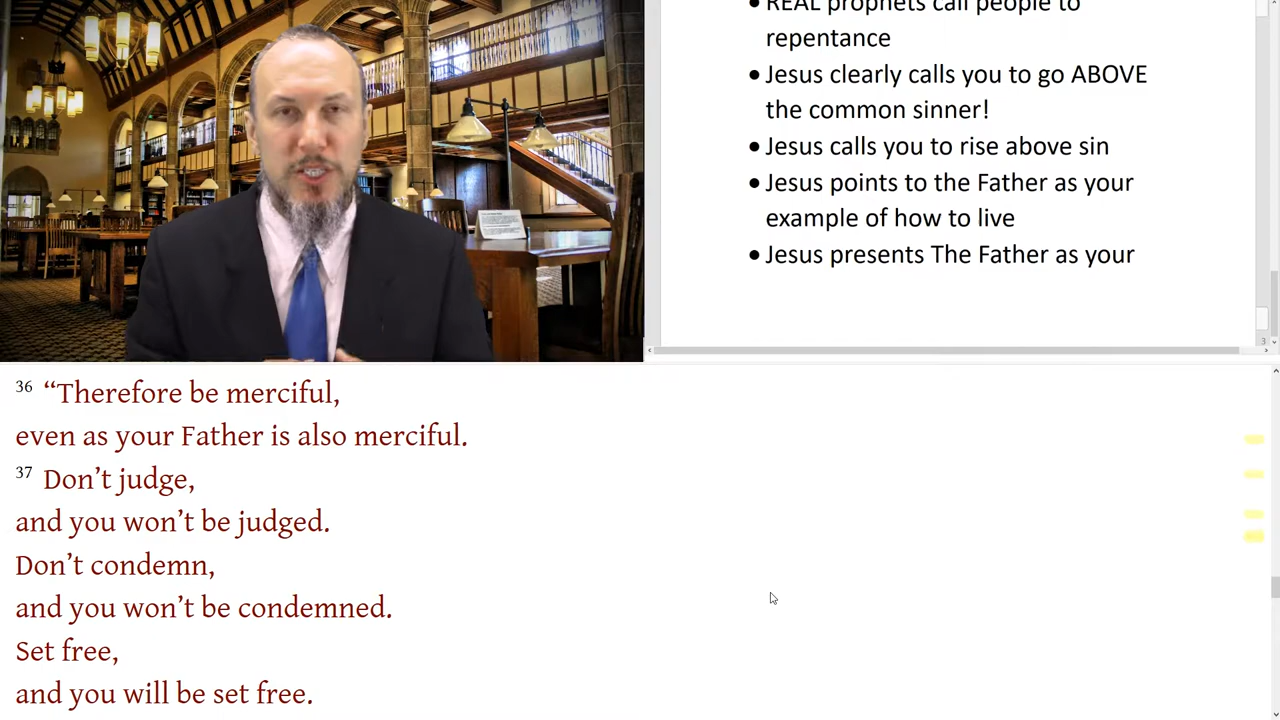 • REAL prophets call people to
repentance
• Jesus clearly calls you to go ABOVE
the common sinner!
• Jesus calls you to rise above sin
• Jesus points to the Father as your
example of how to live
• Jesus presents The Father as your
3
36 “Therefore be merciful,
even as your Father is also merciful.
37 Don’t judge,
and you won’t be judged.
Don’t condemn,
and you won’t be condemned.
Set free,
and you will be set free.